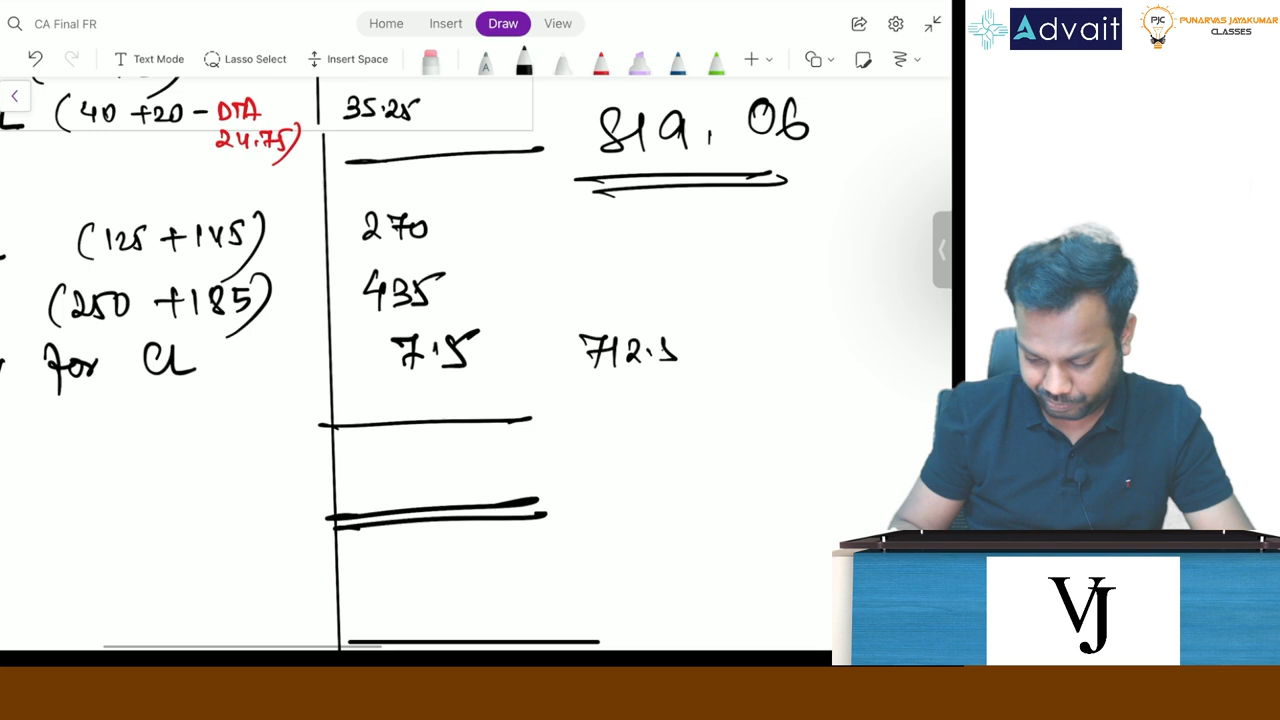 CA Final FR
Home Insert Draw View
Advait
PJC
PUNARVAS JAYAKUMAR
CLASSES
Text Mode Lasso Select Insert Space
L (40 +20 - DTA 35.25
24.75)
819.06
(125 +145) 270
(250 +185) 435
for CL 7.5 712.5
VJ